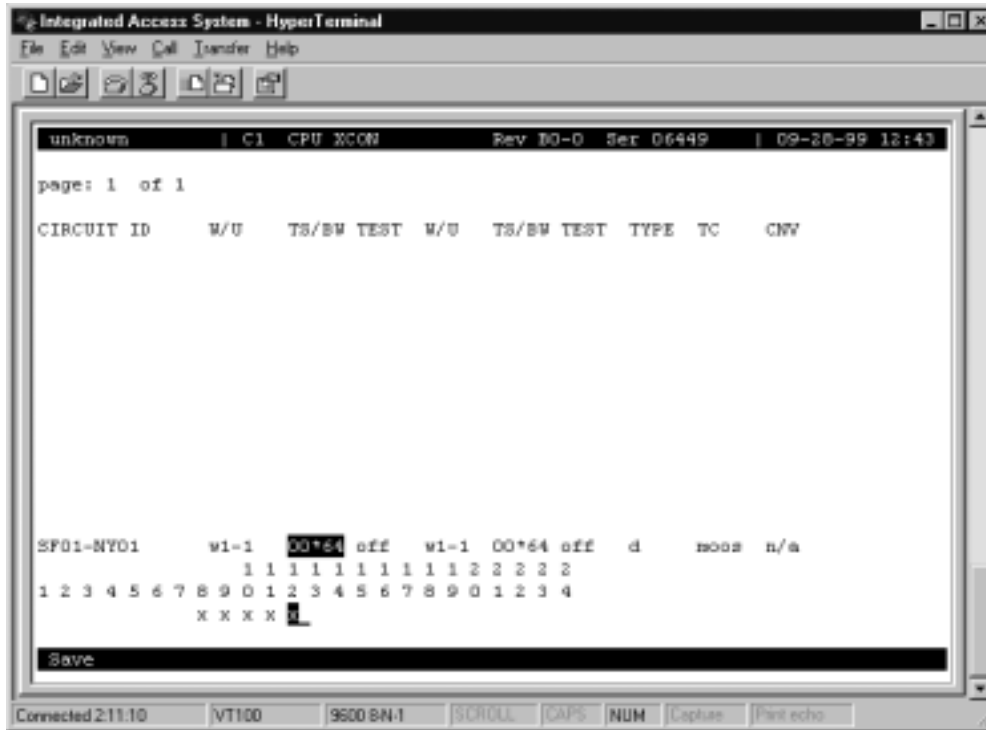 Integrated Access System - HyperTerminal
File Edit View Call Transfer Help
unknown | C1 CPU XCON Rev B0-0 Ser 06449 | 09-28-99 12:43
page: 1 of 1
CIRCUIT ID W/U TS/BW TEST W/U TS/BW TEST TYPE TC CNV
SF01-NY01 w1-1 00*64 off w1-1 00*64 off d moos n/a
1 1 1 1 1 1 1 1 1 1 2 2 2 2 2
1 2 3 4 5 6 7 8 9 0 1 2 3 4 5 6 7 8 9 0 1 2 3 4
x x x x x_
Save
Connected 2:11:10 VT100 9600 8-N-1 SCROLL CAPS NUM Capture Print echo